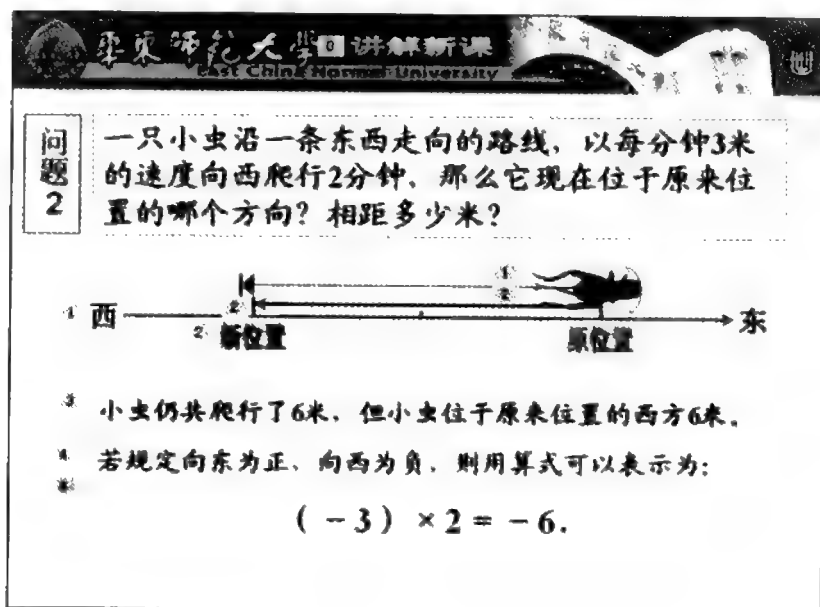 华东师范大学 讲解新课
East China Normal University
问题2
一只小虫沿一条东西走向的路线，以每分钟3米
的速度向西爬行2分钟，那么它现在位于原来位
置的哪个方向？相距多少米？
1
2
西 2 东
2 新位置 原位置
小虫仍共爬行了6米，但小虫位于原来位置的西方6米。
若规定向东为正，向西为负，则用算式可以表示为：
（-3）×2=-6.